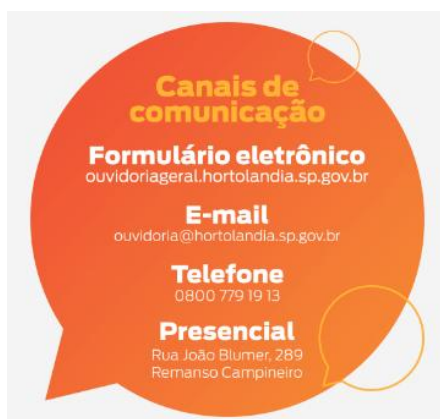 Canais de
comunicação
Formulário eletrônico
ouvidoriageral.hortolandia.sp.gov.br
E-mail
ouvidoria@hortolandia.sp.gov.br
Telefone
0800 779 19 13
Presencial
Rua João Blumer, 289
Remanso Campineiro